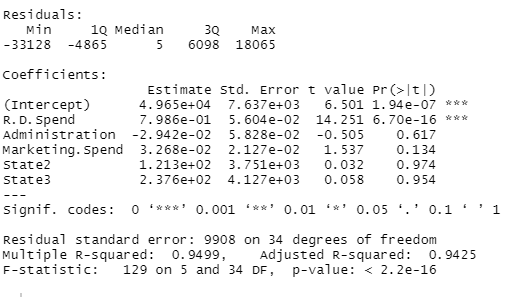 Residuals:
   Min     1Q Median     3Q    Max
-33128  -4865      5   6098  18065

Coefficients:
                  Estimate Std. Error t value Pr(>|t|)
(Intercept)      4.965e+04  7.637e+03   6.501 1.94e-07 ***
R.D.Spend        7.986e-01  5.604e-02  14.251 6.70e-16 ***
Administration  -2.942e-02  5.828e-02  -0.505    0.617
Marketing.Spend  3.268e-02  2.127e-02   1.537    0.134
State2           1.213e+02  3.751e+03   0.032    0.974
State3           2.376e+02  4.127e+03   0.058    0.954
---
Signif. codes:  0 ‘***’ 0.001 ‘**’ 0.01 ‘*’ 0.05 ‘.’ 0.1 ‘ ’ 1

Residual standard error: 9908 on 34 degrees of freedom
Multiple R-squared:  0.9499,    Adjusted R-squared:  0.9425
F-statistic:   129 on 5 and 34 DF,  p-value: < 2.2e-16